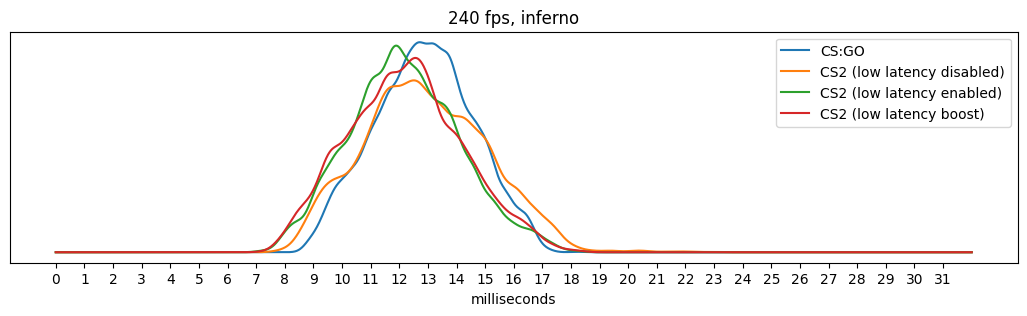 240 fps, inferno
CS:GO
CS2 (low latency disabled)
CS2 (low latency enabled)
CS2 (low latency boost)
0 1 2 3 4 5 6 7 8 9 10 11 12 13 14 15 16 17 18 19 20 21 22 23 24 25 26 27 28 29 30 31
milliseconds